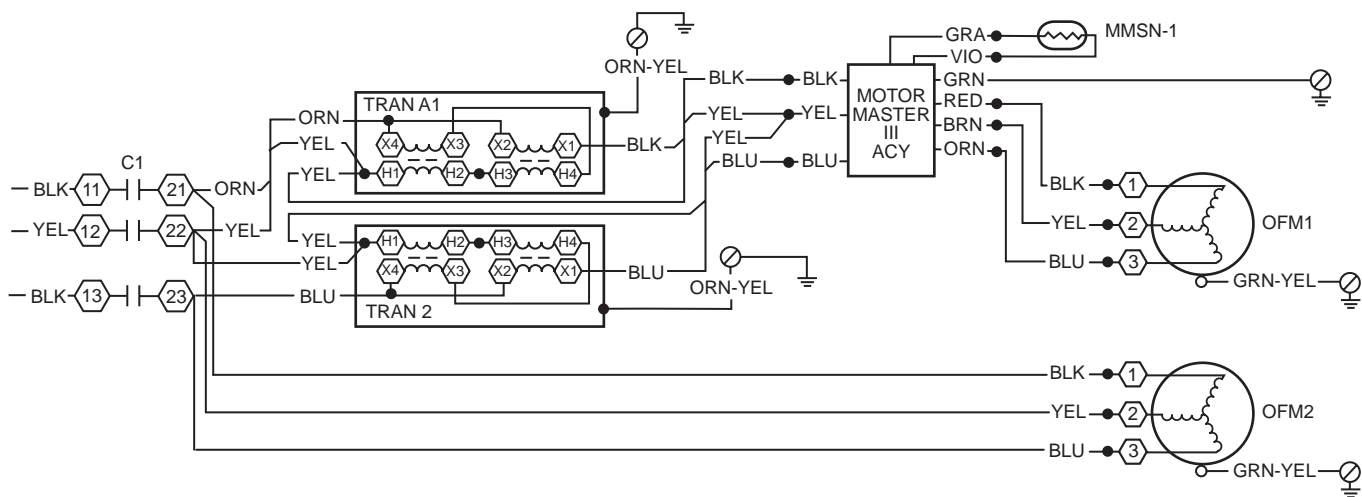 GRA
MMSN-1
VIO
ORN-YEL
BLK
BLK
GRN
TRAN A1
MOTOR
MASTER
III
ACY
RED
ORN
YEL
YEL
BRN
X4
X3
X2
X1
BLK
YEL
ORN
YEL
C1
H1
H2
H3
H4
YEL
BLU
BLU
BLK
11
21
ORN
BLK
1
YEL
12
22
YEL
YEL
2
OFM1
YEL
H1
H2
H3
H4
YEL
X4
X3
X2
X1
BLU
BLU
3
BLK
13
23
BLU
ORN-YEL
GRN-YEL
TRAN 2
BLK
1
YEL
2
OFM2
BLU
3
GRN-YEL